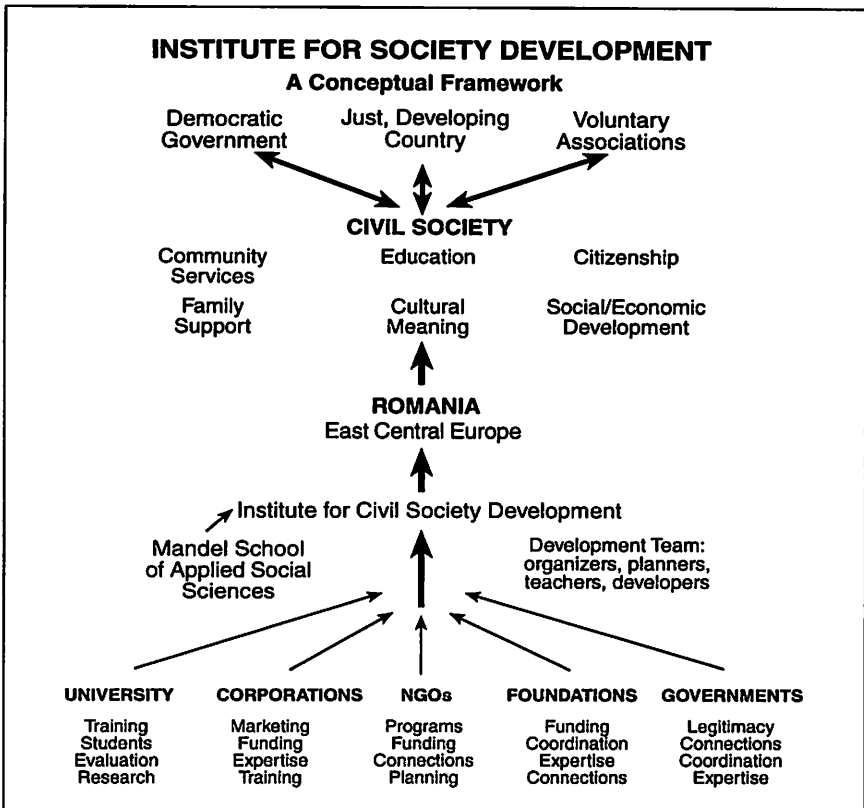 INSTITUTE FOR SOCIETY DEVELOPMENT
A Conceptual Framework
Democratic
Government
Just, Developing
Country
Voluntary
Associations
CIVIL SOCIETY
Community
Services
Education
Citizenship
Family
Support
Cultural
Meaning
Social/Economic
Development
ROMANIA
East Central Europe
Institute for Civil Society Development
Mandel School
of Applied Social
Sciences
Development Team:
organizers, planners,
teachers, developers
UNIVERSITY
Training
Students
Evaluation
Research
CORPORATIONS
Marketing
Funding
Expertise
Training
NGOs
Programs
Funding
Connections
Planning
FOUNDATIONS
Funding
Coordination
Expertise
Connections
GOVERNMENTS
Legitimacy
Connections
Coordination
Expertise